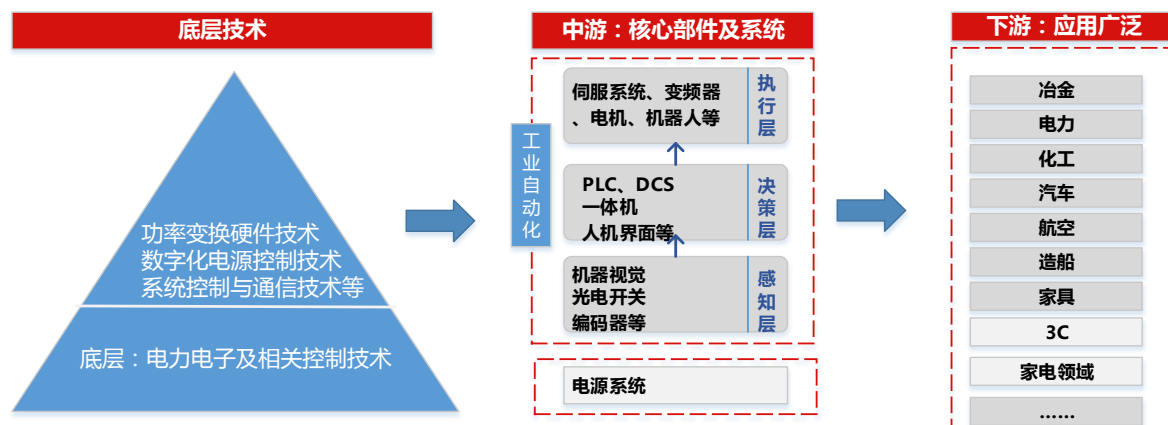 底层技术
功率变换硬件技术
数字化电源控制技术
系统控制与通信技术等
底层：电力电子及相关控制技术
中游：核心部件及系统
工业自动化
伺服系统、变频器
、电机、机器人等
执行层
PLC、DCS
一体机
人机界面等
决策层
机器视觉
光电开关
编码器等
感知层
电源系统
下游：应用广泛
冶金
电力
化工
汽车
航空
造船
家具
3C
家电领域
……